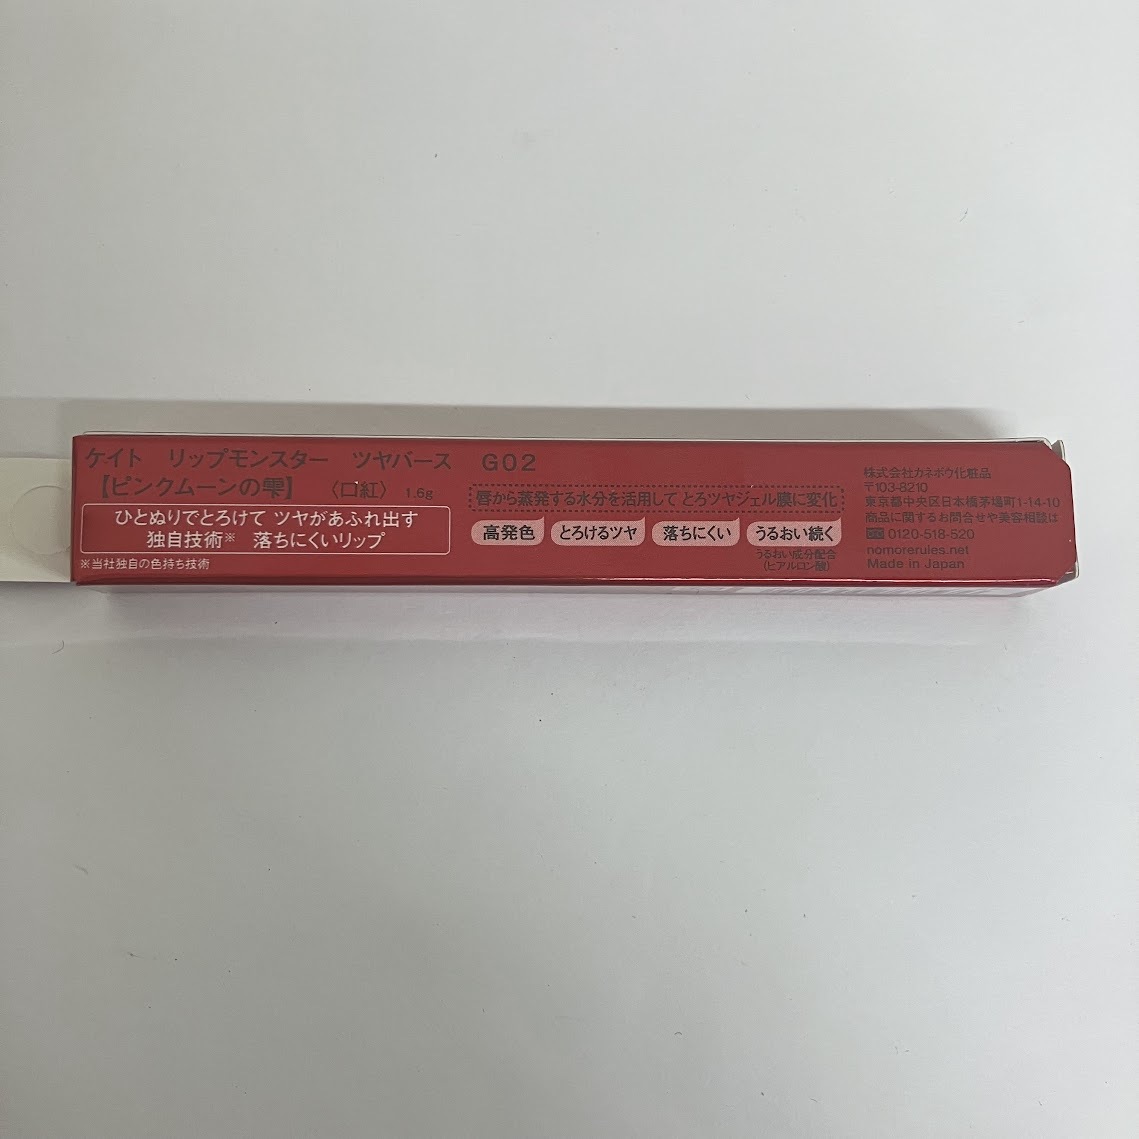 ケイト リップモンスター ツヤバース G02
【ピンクムーンの雫】 〈口紅〉 1.6g
ひとぬりでとろけて ツヤがあふれ出す
独自技術※ 落ちにくいリップ
※当社独自の色持ち技術
唇から蒸発する水分を活用して とろツヤジェル膜に変化
高発色 とろけるツヤ 落ちにくい うるおい続く
うるおい成分配合
(ヒアルロン酸)
株式会社カネボウ化粧品
〒103-8210
東京都中央区日本橋茅場町1-14-10
商品に関するお問合せや美容相談は
0120-518-520
nomorerules.net
Made in Japan